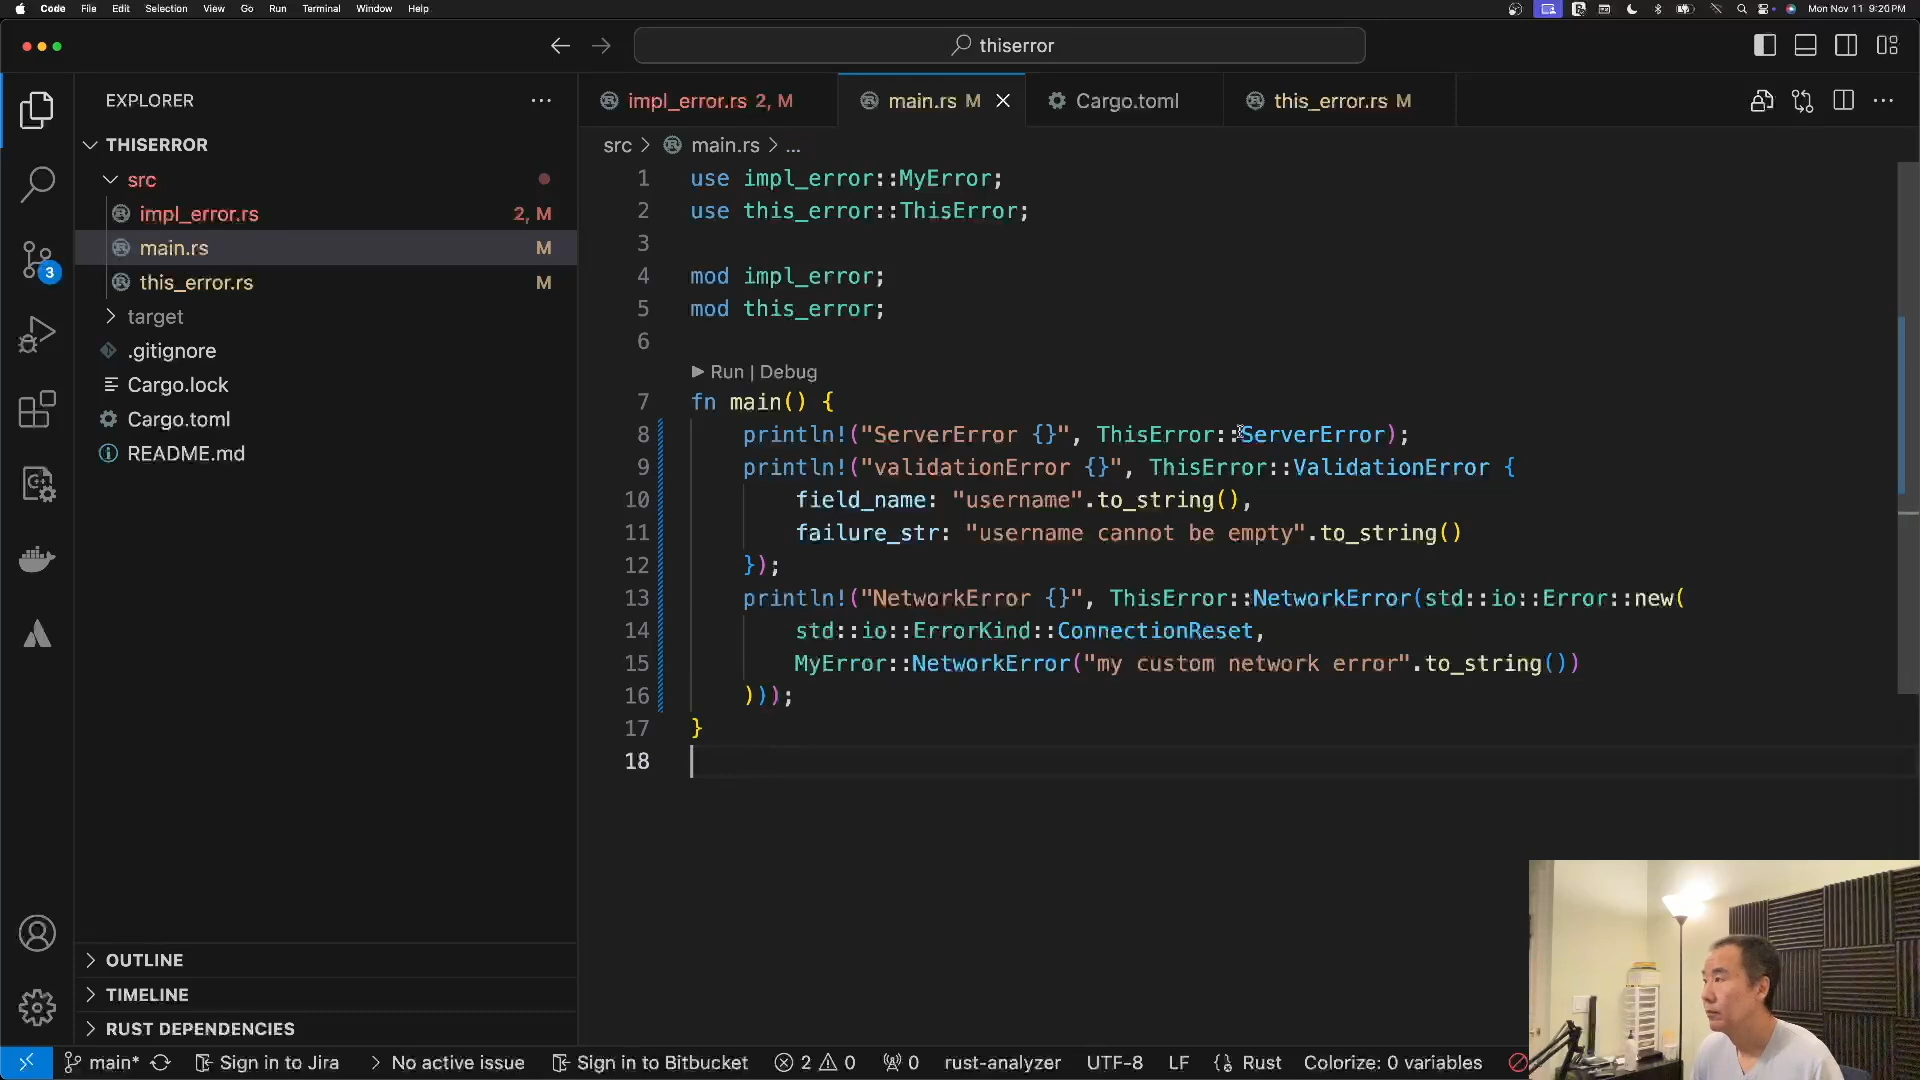 Code File Edit Selection View Go Run Terminal Window Help
Mon Nov 11 9:20 PM
thiserror
EXPLORER
impl_error.rs 2, M
main.rs M
Cargo.toml
this_error.rs M
THISERROR
src
impl_error.rs 2, M
main.rs M
this_error.rs M
target
.gitignore
Cargo.lock
Cargo.toml
README.md
3
src > main.rs > ...
1 use impl_error::MyError;
2 use this_error::ThisError;
3
4 mod impl_error;
5 mod this_error;
6
Run | Debug
7 fn main() {
8 println!("ServerError {}", ThisError::ServerError);
9 println!("validationError {}", ThisError::ValidationError {
10 field_name: "username".to_string(),
11 failure_str: "username cannot be empty".to_string()
12 });
13 println!("NetworkError {}", ThisError::NetworkError(std::io::Error::new(
14 std::io::ErrorKind::ConnectionReset,
15 MyError::NetworkError("my custom network error".to_string())
16 )));
17 }
18
OUTLINE
TIMELINE
RUST DEPENDENCIES
main* Sign in to Jira No active issue Sign in to Bitbucket 2 0 0 rust-analyzer UTF-8 LF {} Rust Colorize: 0 variables